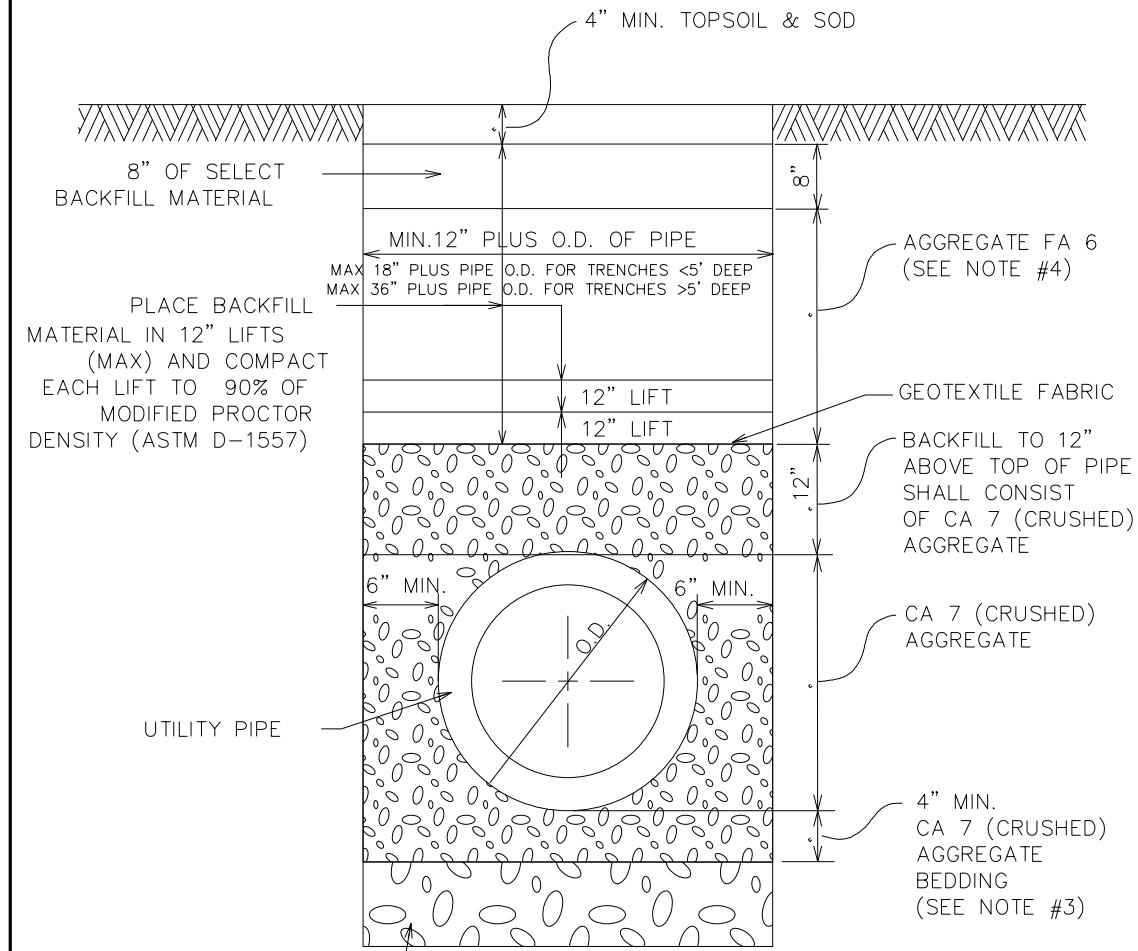 4” MIN. TOPSOIL & SOD
8” OF SELECT
BACKFILL MATERIAL
8”
MIN.12” PLUS O.D. OF PIPE
MAX 18” PLUS PIPE O.D. FOR TRENCHES <5’ DEEP
MAX 36” PLUS PIPE O.D. FOR TRENCHES >5’ DEEP
AGGREGATE FA 6
(SEE NOTE #4)
PLACE BACKFILL
MATERIAL IN 12” LIFTS
(MAX) AND COMPACT
EACH LIFT TO 90% OF
MODIFIED PROCTOR
DENSITY (ASTM D-1557)
12” LIFT
12” LIFT
GEOTEXTILE FABRIC
12”
BACKFILL TO 12”
ABOVE TOP OF PIPE
SHALL CONSIST
OF CA 7 (CRUSHED)
AGGREGATE
6” MIN.
6” MIN.
O.D.
CA 7 (CRUSHED)
AGGREGATE
UTILITY PIPE
4” MIN.
CA 7 (CRUSHED)
AGGREGATE
BEDDING
(SEE NOTE #3)